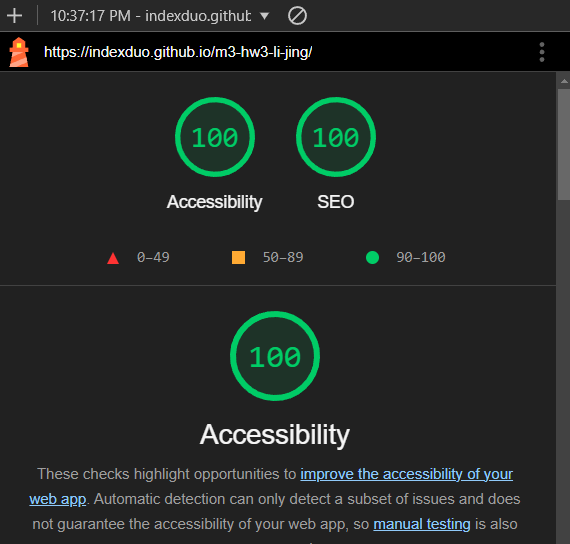 10:37:17 PM - indexduo.github
https://indexduo.github.io/m3-hw3-li-jing/
100 100
Accessibility SEO
0–49 50–89 90–100
100
Accessibility
These checks highlight opportunities to improve the accessibility of your
web app. Automatic detection can only detect a subset of issues and does
not guarantee the accessibility of your web app, so manual testing is also